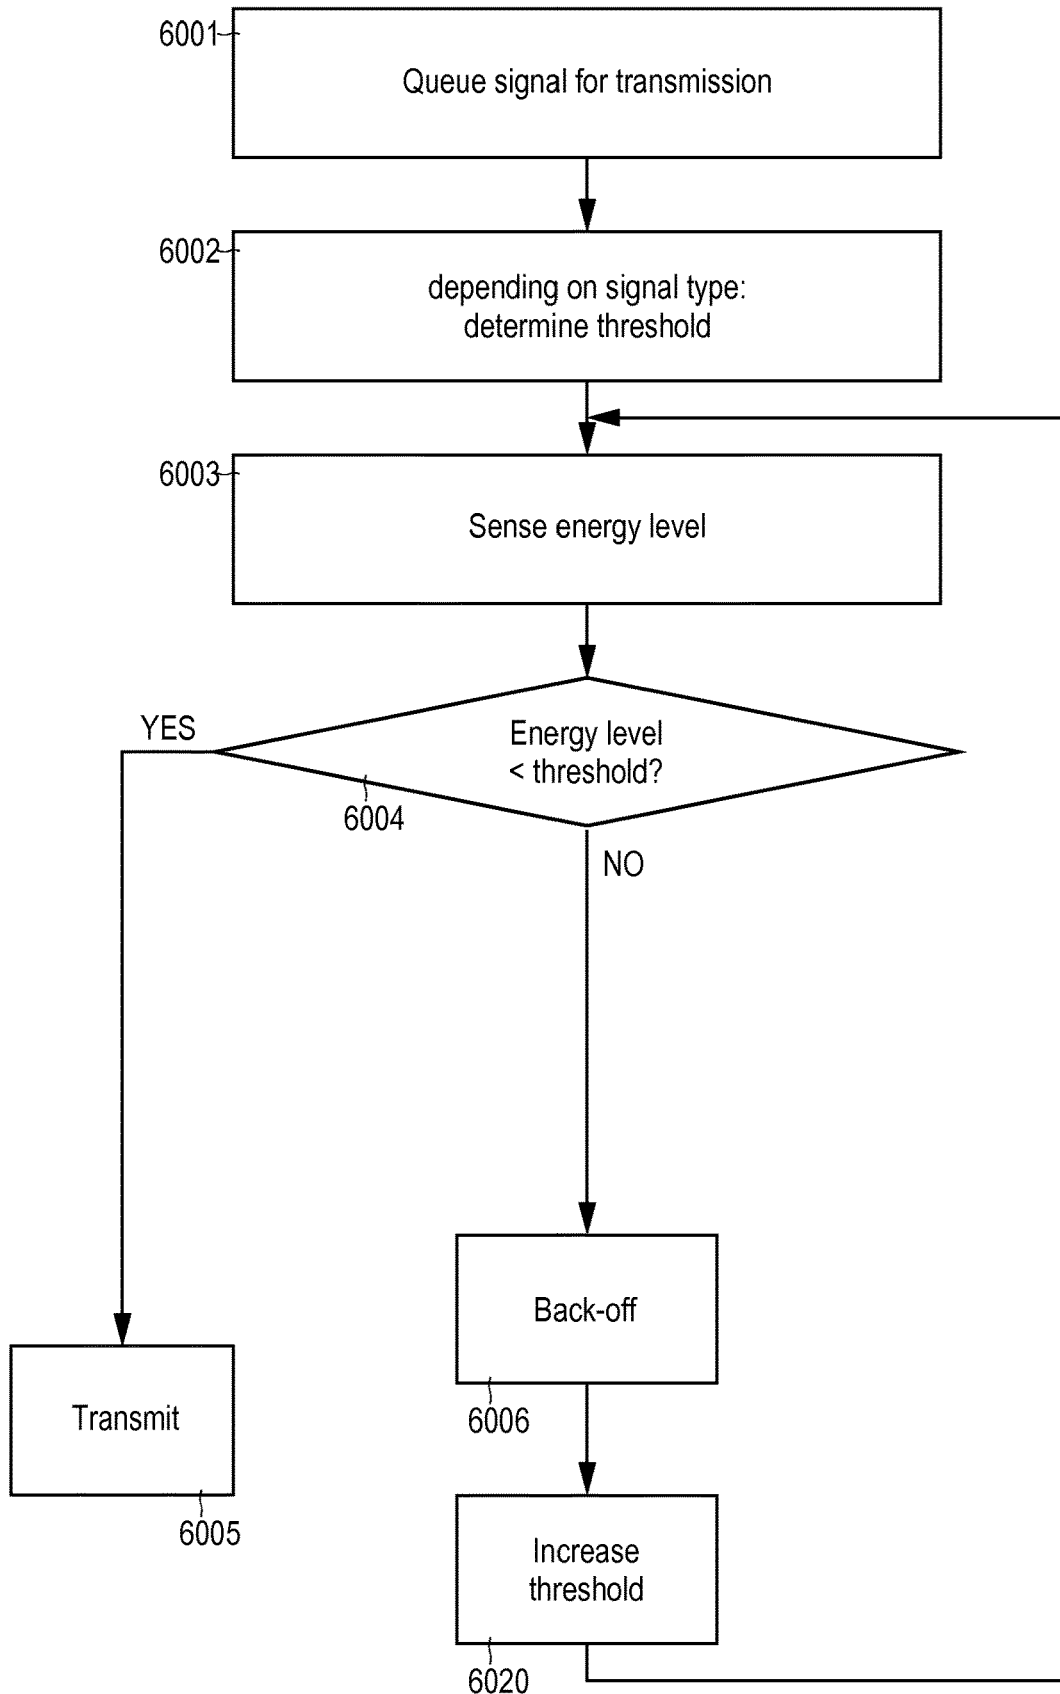 6001
Queue signal for transmission
6002
depending on signal type:
determine threshold
6003
Sense energy level
YES
Energy level
< threshold?
6004
NO
Back-off
6006
Transmit
6005
Increase
threshold
6020